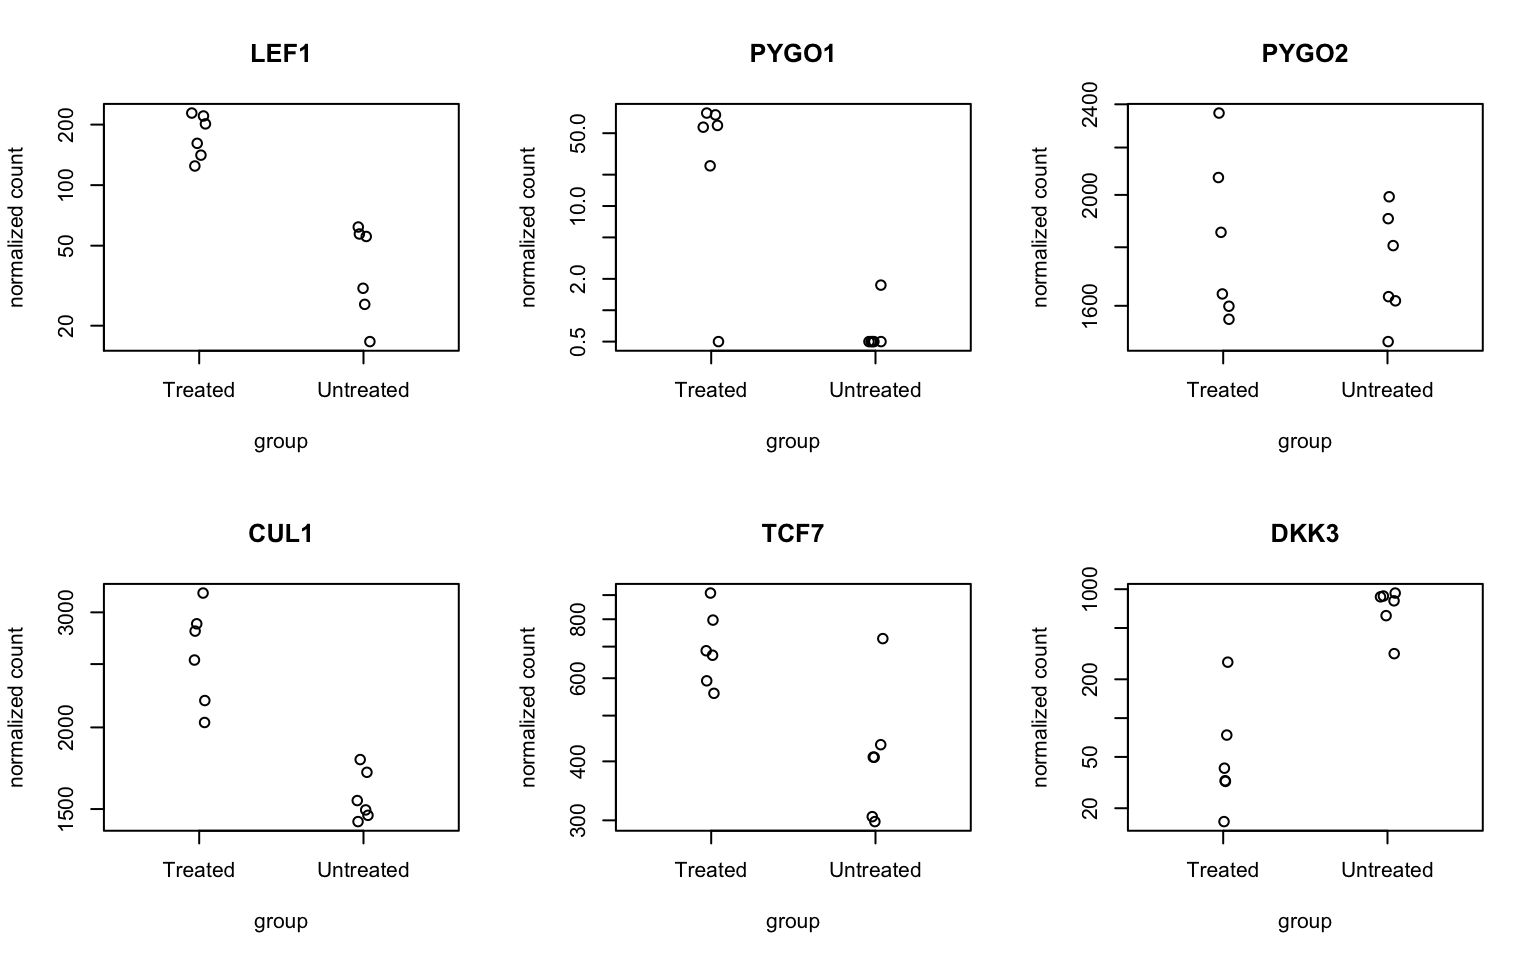 LEF1
normalized count
200
100
50
20
Treated Untreated
group
PYGO1
normalized count
50.0
10.0
2.0
0.5
Treated Untreated
group
PYGO2
normalized count
2400
2000
1600
Treated Untreated
group
CUL1
normalized count
3000
2000
1500
Treated Untreated
group
TCF7
normalized count
800
600
400
300
Treated Untreated
group
DKK3
normalized count
1000
200
50
20
Treated Untreated
group